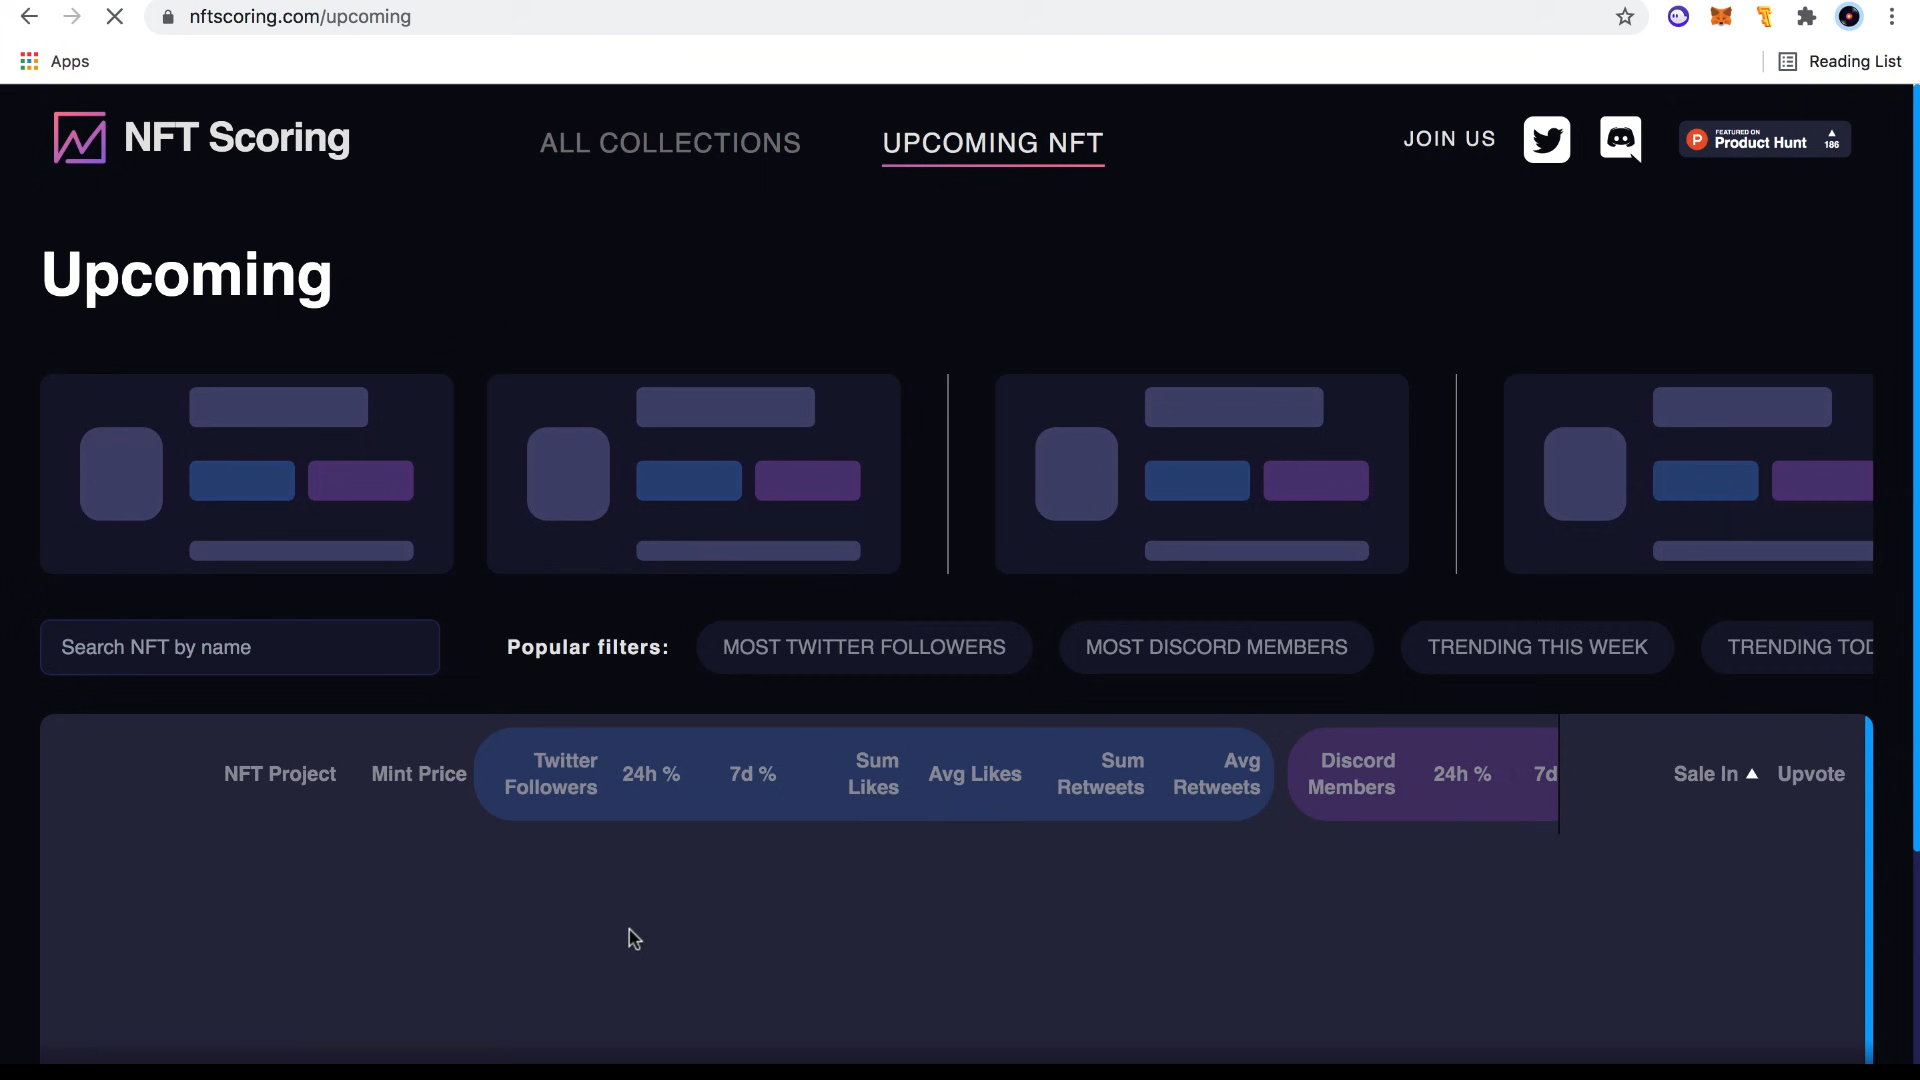 nftscoring.com/upcoming
Apps
Reading List
NFT Scoring
ALL COLLECTIONS
UPCOMING NFT
JOIN US
FEATURED ON
Product Hunt
186
Upcoming
Search NFT by name
Popular filters:
MOST TWITTER FOLLOWERS
MOST DISCORD MEMBERS
TRENDING THIS WEEK
TRENDING TOD
NFT Project
Mint Price
Twitter
Followers
24h %
7d %
Sum
Likes
Avg Likes
Sum
Retweets
Avg
Retweets
Discord
Members
24h %
7d
Sale In
Upvote